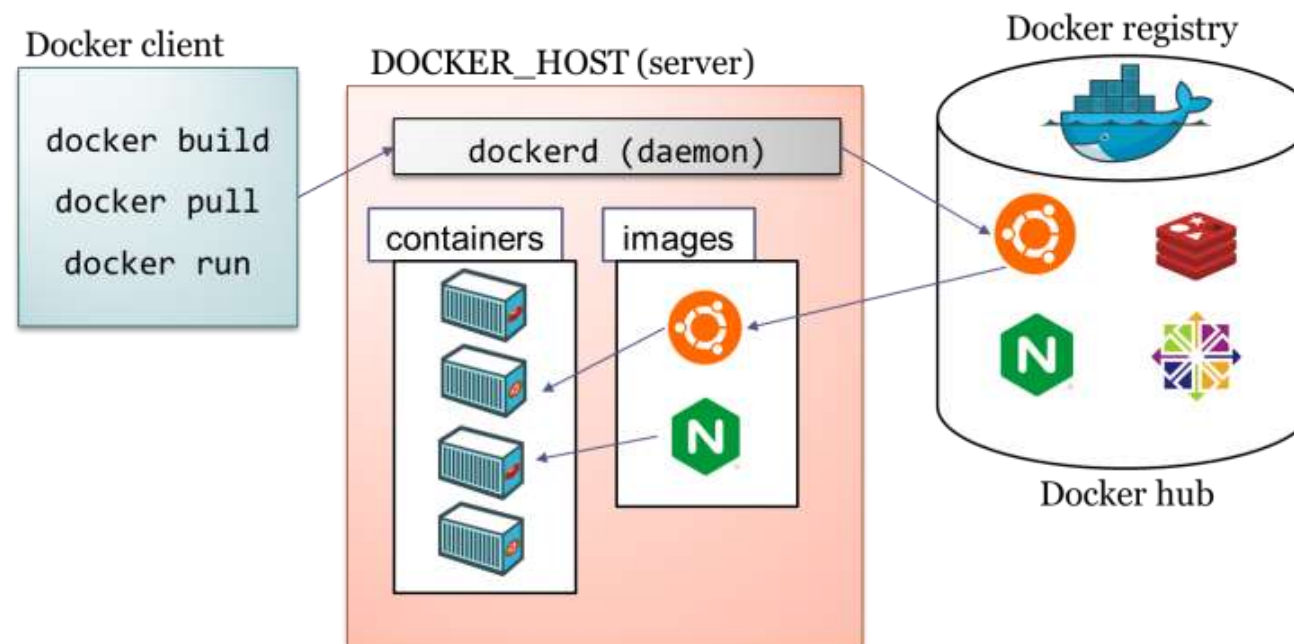 Docker client
docker build
docker pull
docker run
DOCKER_HOST (server)
dockerd (daemon)
containers
images
Docker registry
N
N
Docker hub